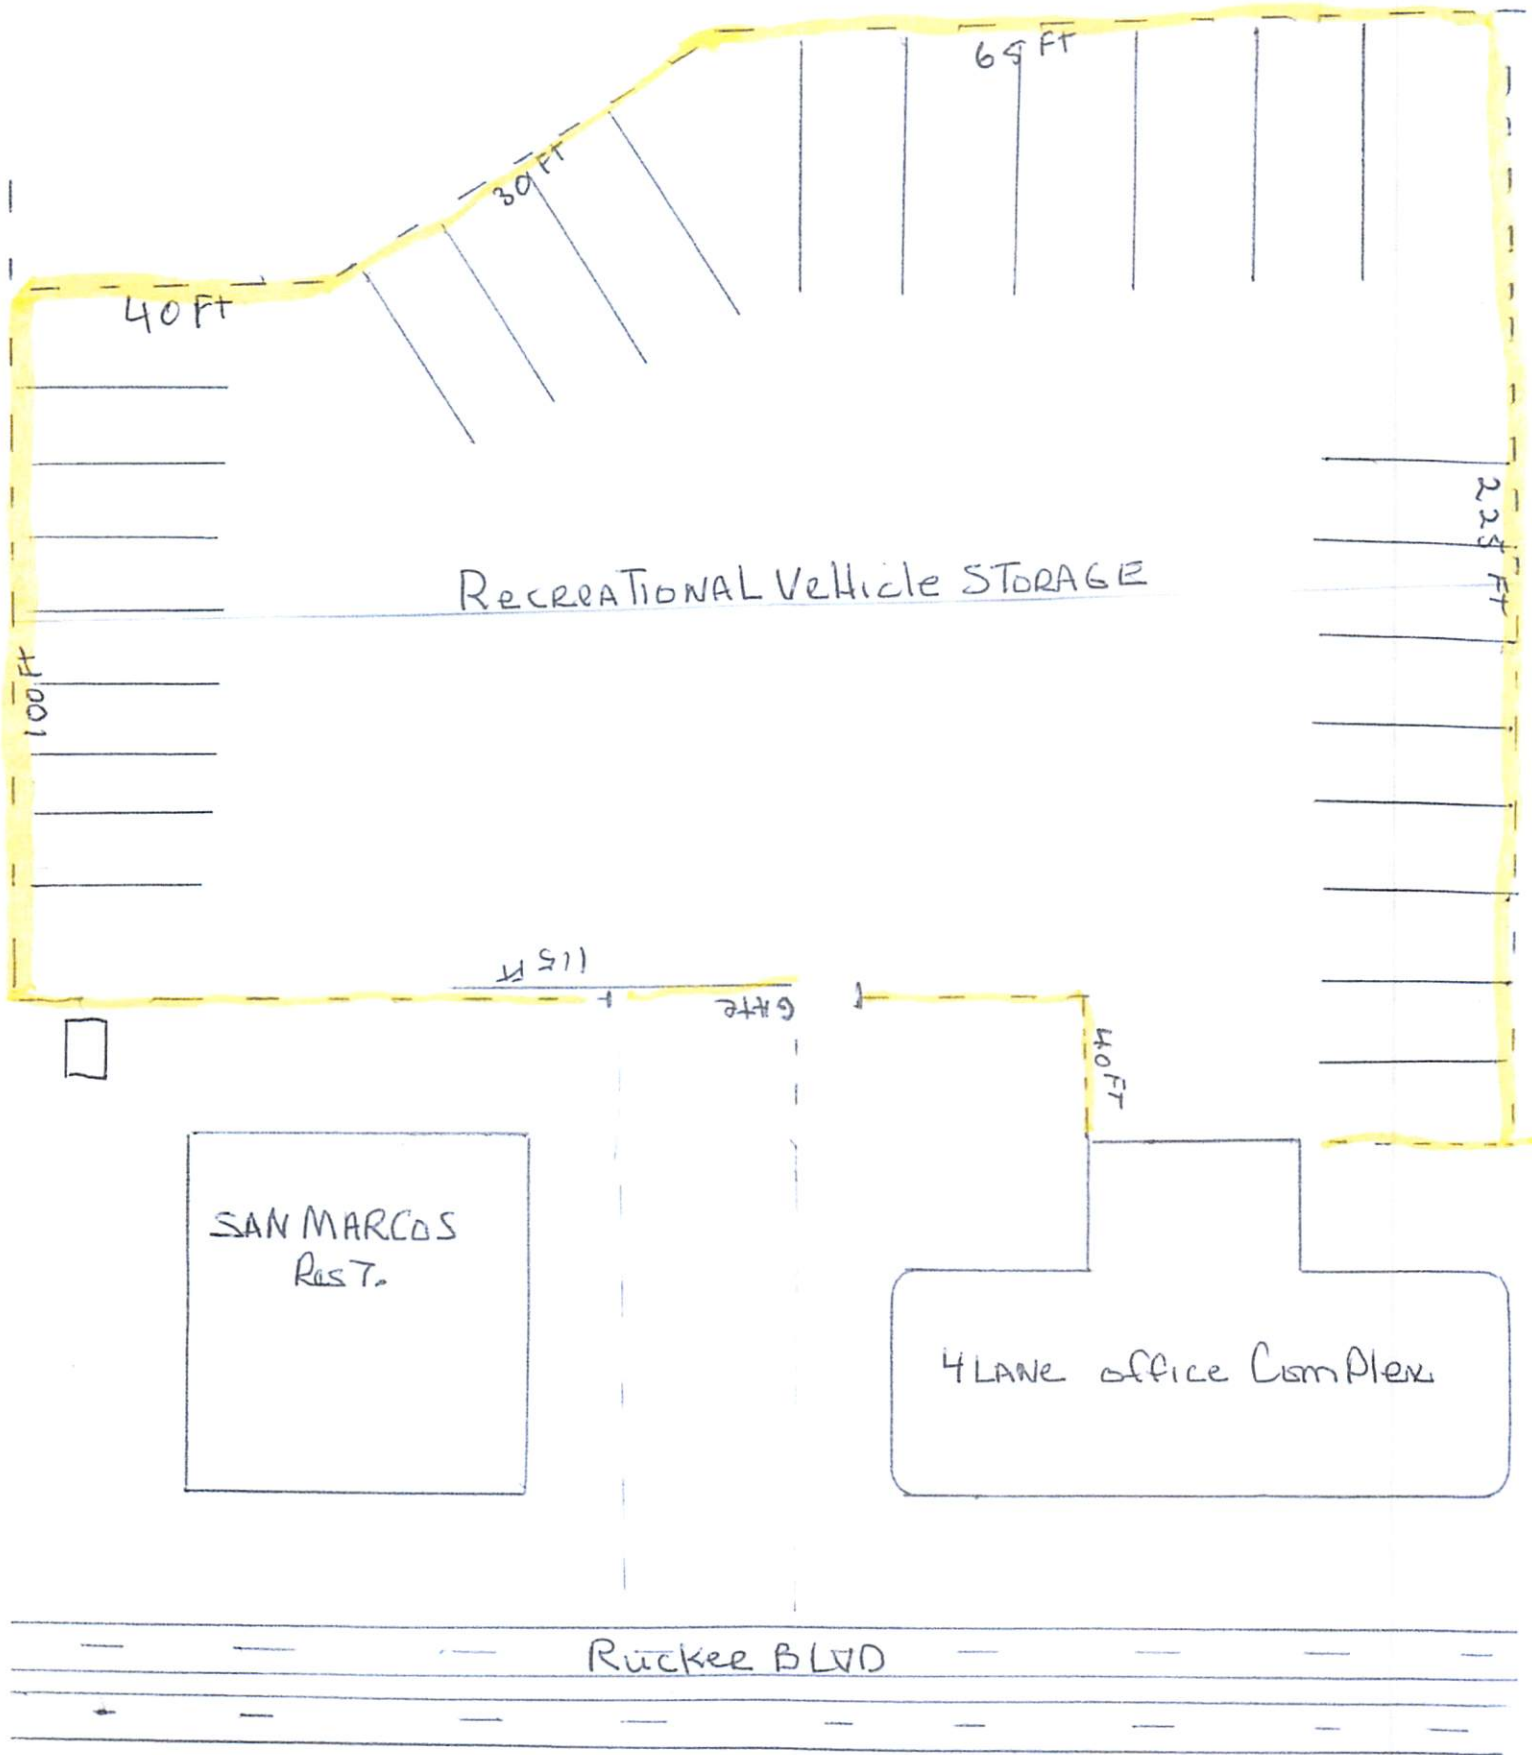 65 FT
30 FT
40 Ft
225 FT
RECREATIONAL VeHicle STORAGE
100 Ft
115 Ft
GATe
40 FT
SAN MARCOS
ResT.
4 LANe office ComPlex
RuckeR BLVD